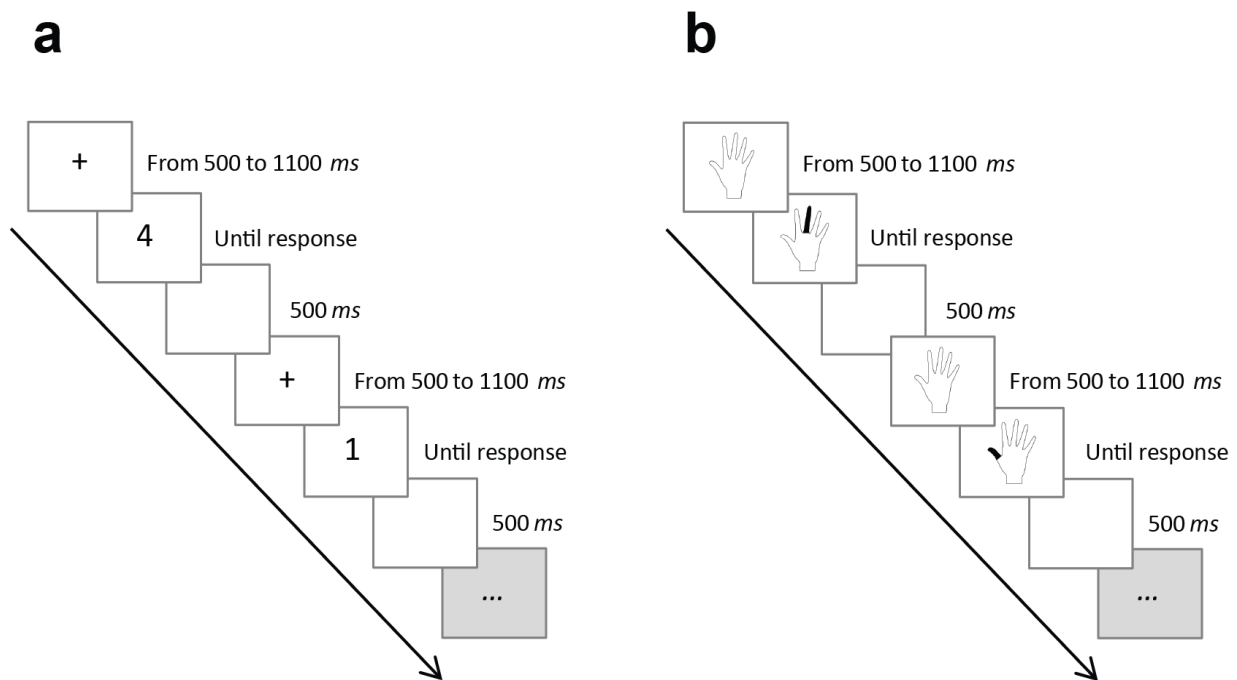 a
+
From 500 to 1100 ms
4
Until response
500 ms
+
From 500 to 1100 ms
1
Until response
500 ms
...
b
From 500 to 1100 ms
Until response
500 ms
From 500 to 1100 ms
Until response
500 ms
...